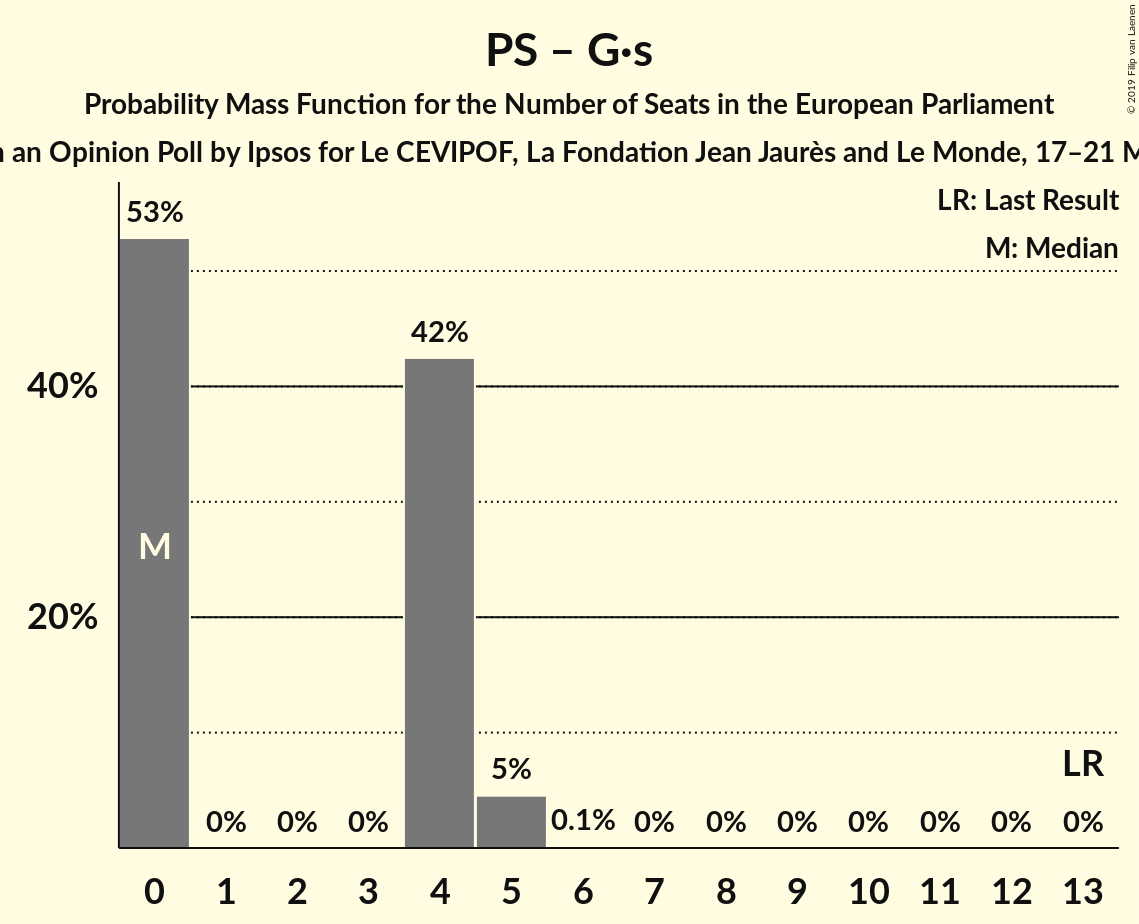 PS – G·s
Probability Mass Function for the Number of Seats in the European Parliament
an Opinion Poll by Ipsos for Le CEVIPOF, La Fondation Jean Jaurès and Le Monde, 17–21
© 2019 Filip van Laenen
LR: Last Result
M: Median
53%
42%
40%
M
20%
LR
5%
0% 0% 0% 0.1% 0% 0% 0% 0% 0% 0% 0%
0 1 2 3 4 5 6 7 8 9 10 11 12 13